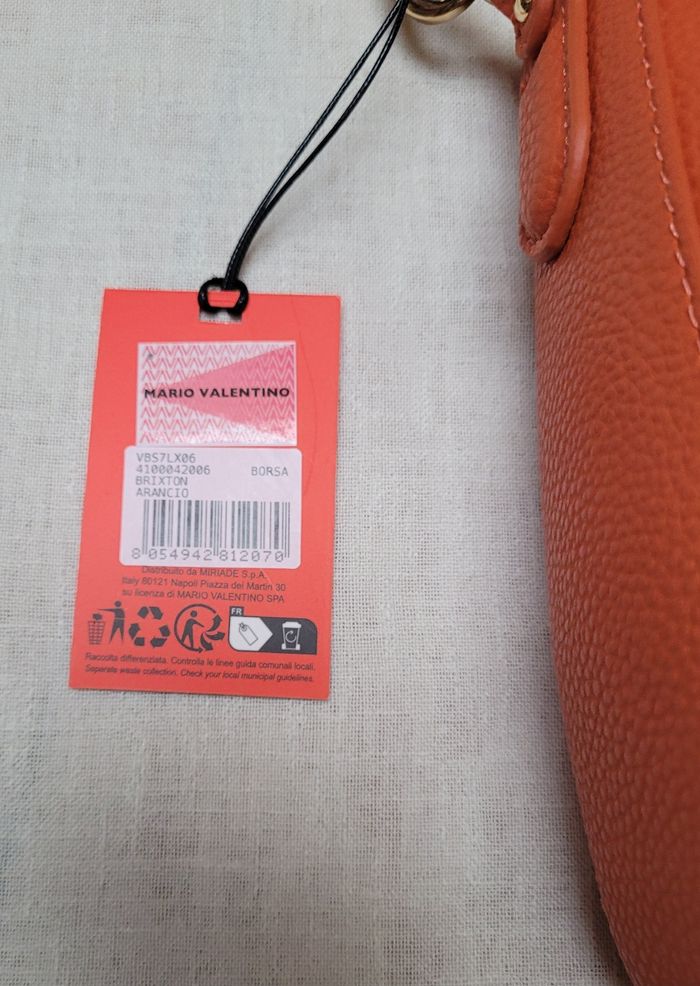 MARIO VALENTINO
VBS7LX06
4100042006 BORSA
BRIXTON
ARANCIO
8 054942 812070
Distribuito da MIRIADE S.p.A.
Italy 80121 Napoli Piazza dei Martiri 30
su licenza di MARIO VALENTINO SPA
FR
Raccolta differenziata. Controlla le linee guida comunali locali.
Separate waste collection. Check your local municipal guidelines.